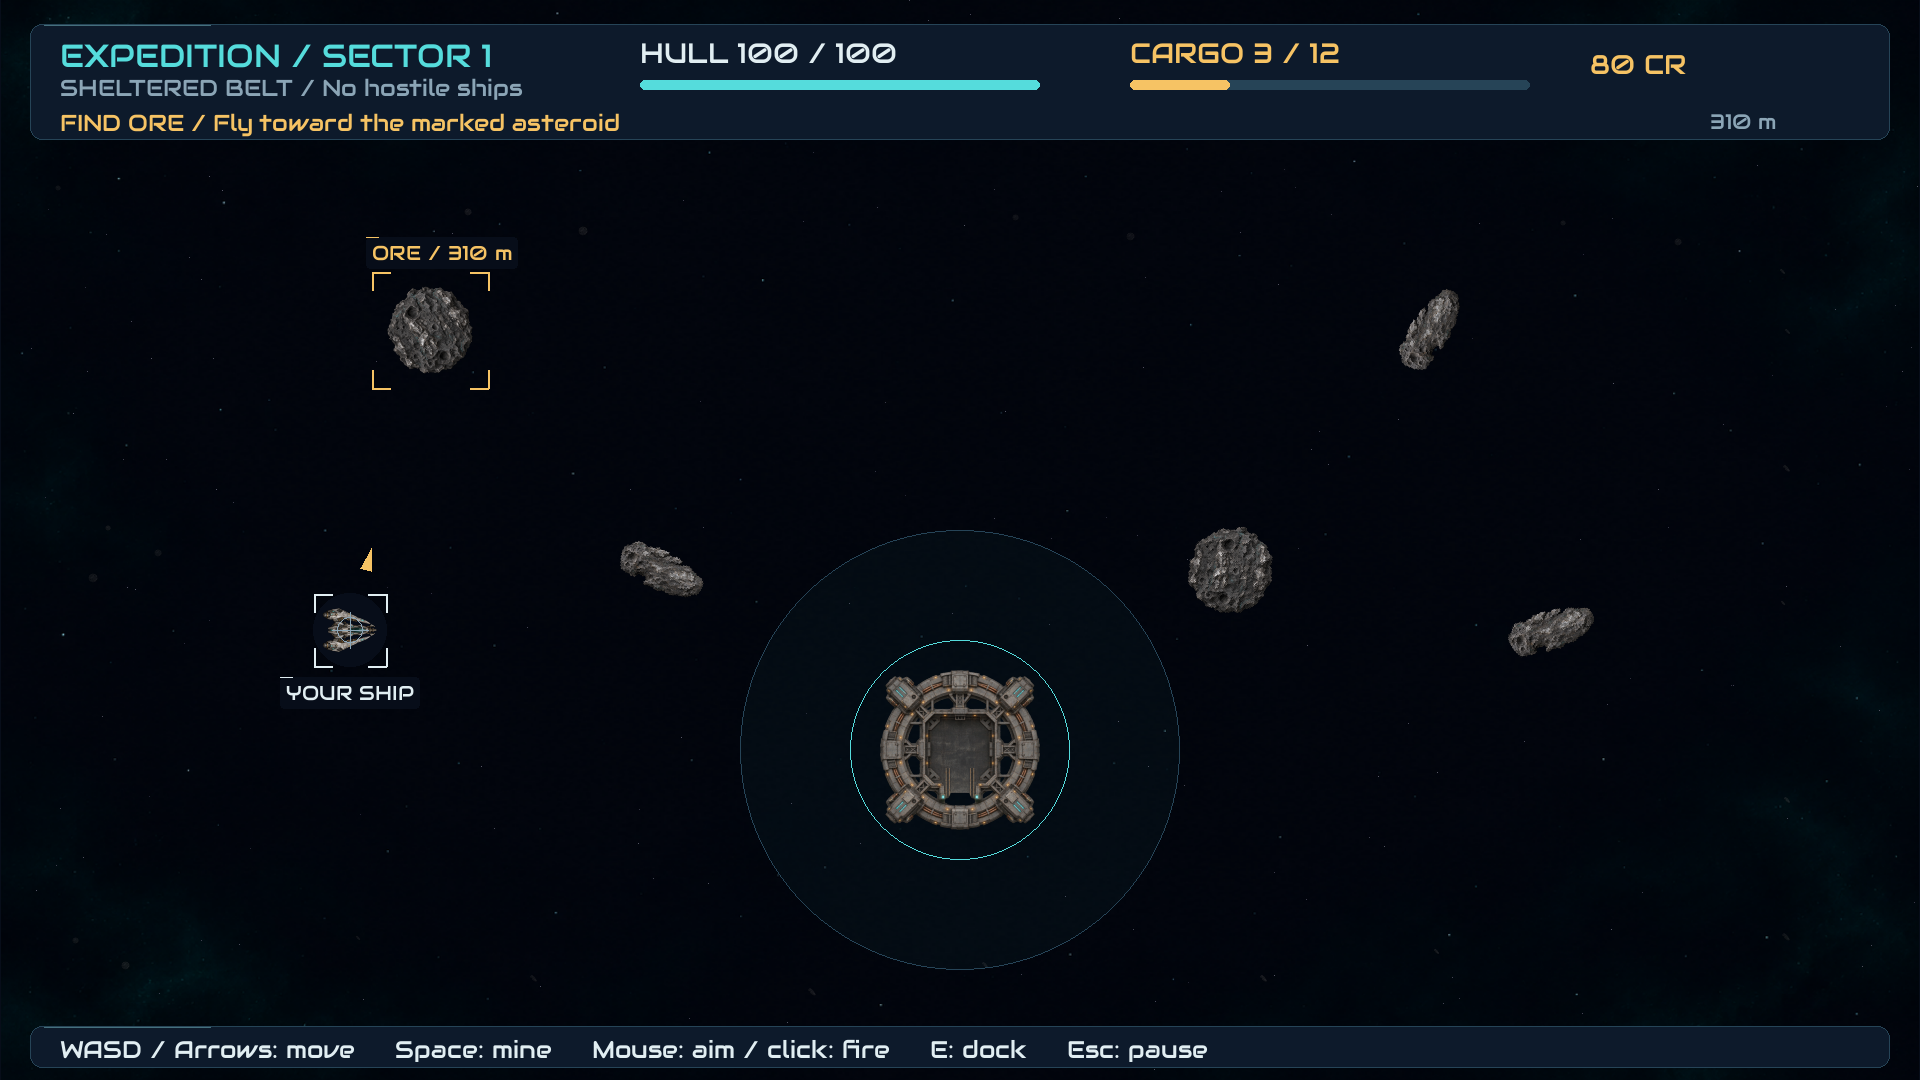 EXPEDITION / SECTOR 1
SHELTERED BELT / No hostile ships
FIND ORE / Fly toward the marked asteroid
HULL 100 / 100
CARGO 3 / 12
80 CR
310 m
ORE / 310 m
YOUR SHIP
WASD / Arrows: move Space: mine Mouse: aim / click: fire E: dock Esc: pause